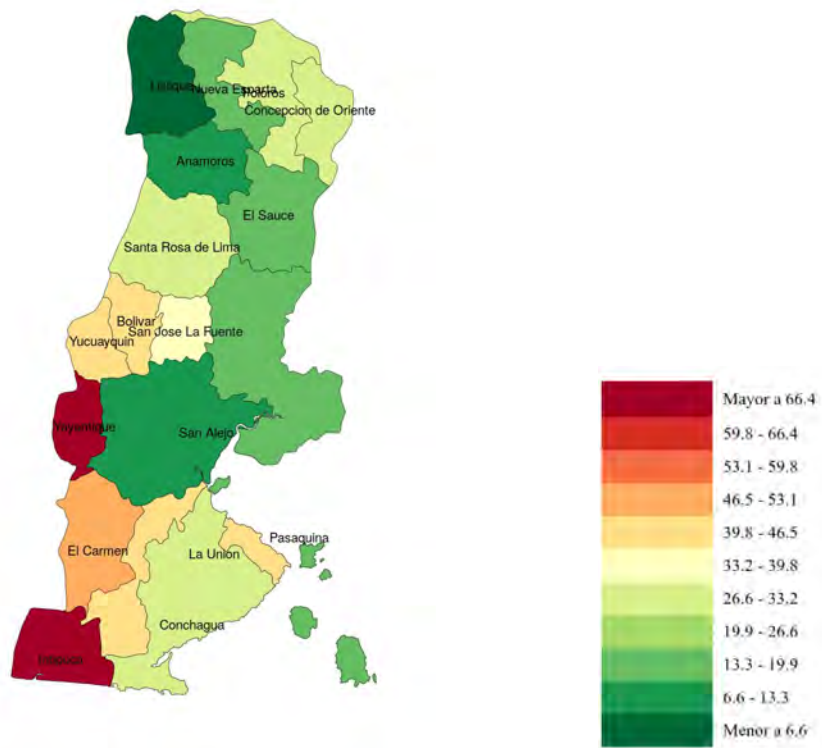 Lislique
Nueva Esparta
Poloros
Concepcion de Oriente
Anamoros
El Sauce
Santa Rosa de Lima
Bolivar
San Jose La Fuente
Yucuayquin
Yayantique
San Alejo
Pasaquina
El Carmen
La Union
Conchagua
Intipuca
Mayor a 66.4
59.8 - 66.4
53.1 - 59.8
46.5 - 53.1
39.8 - 46.5
33.2 - 39.8
26.6 - 33.2
19.9 - 26.6
13.3 - 19.9
6.6 - 13.3
Menor a 6.6